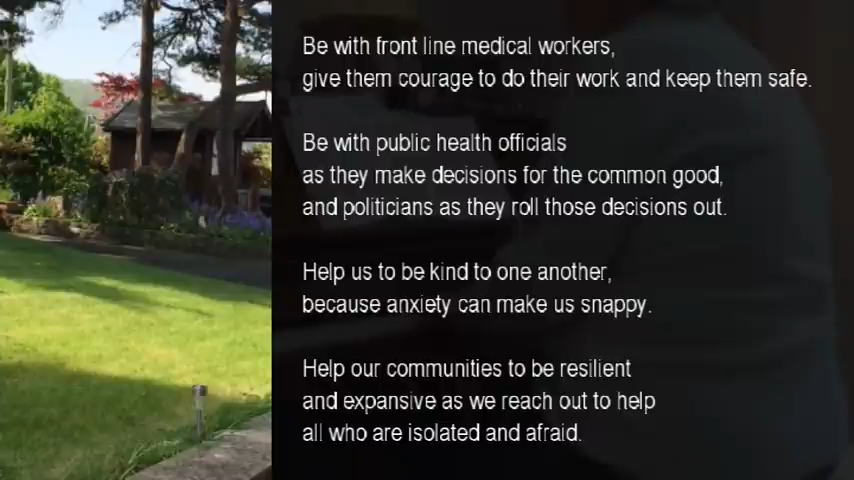 Be with front line medical workers,
give them courage to do their work and keep them safe.
Be with public health officials
as they make decisions for the common good,
and politicians as they roll those decisions out.
Help us to be kind to one another,
because anxiety can make us snappy.
Help our communities to be resilient
and expansive as we reach out to help
all who are isolated and afraid.